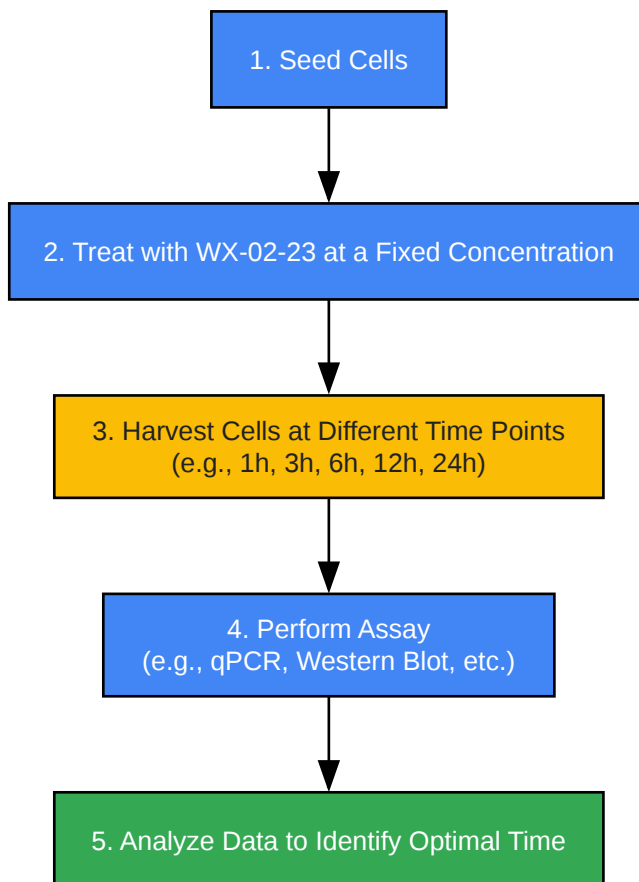 1. Seed Cells
2. Treat with WX-02-23 at a Fixed Concentration
3. Harvest Cells at Different Time Points
(e.g., 1h, 3h, 6h, 12h, 24h)
4. Perform Assay
(e.g., qPCR, Western Blot, etc.)
5. Analyze Data to Identify Optimal Time